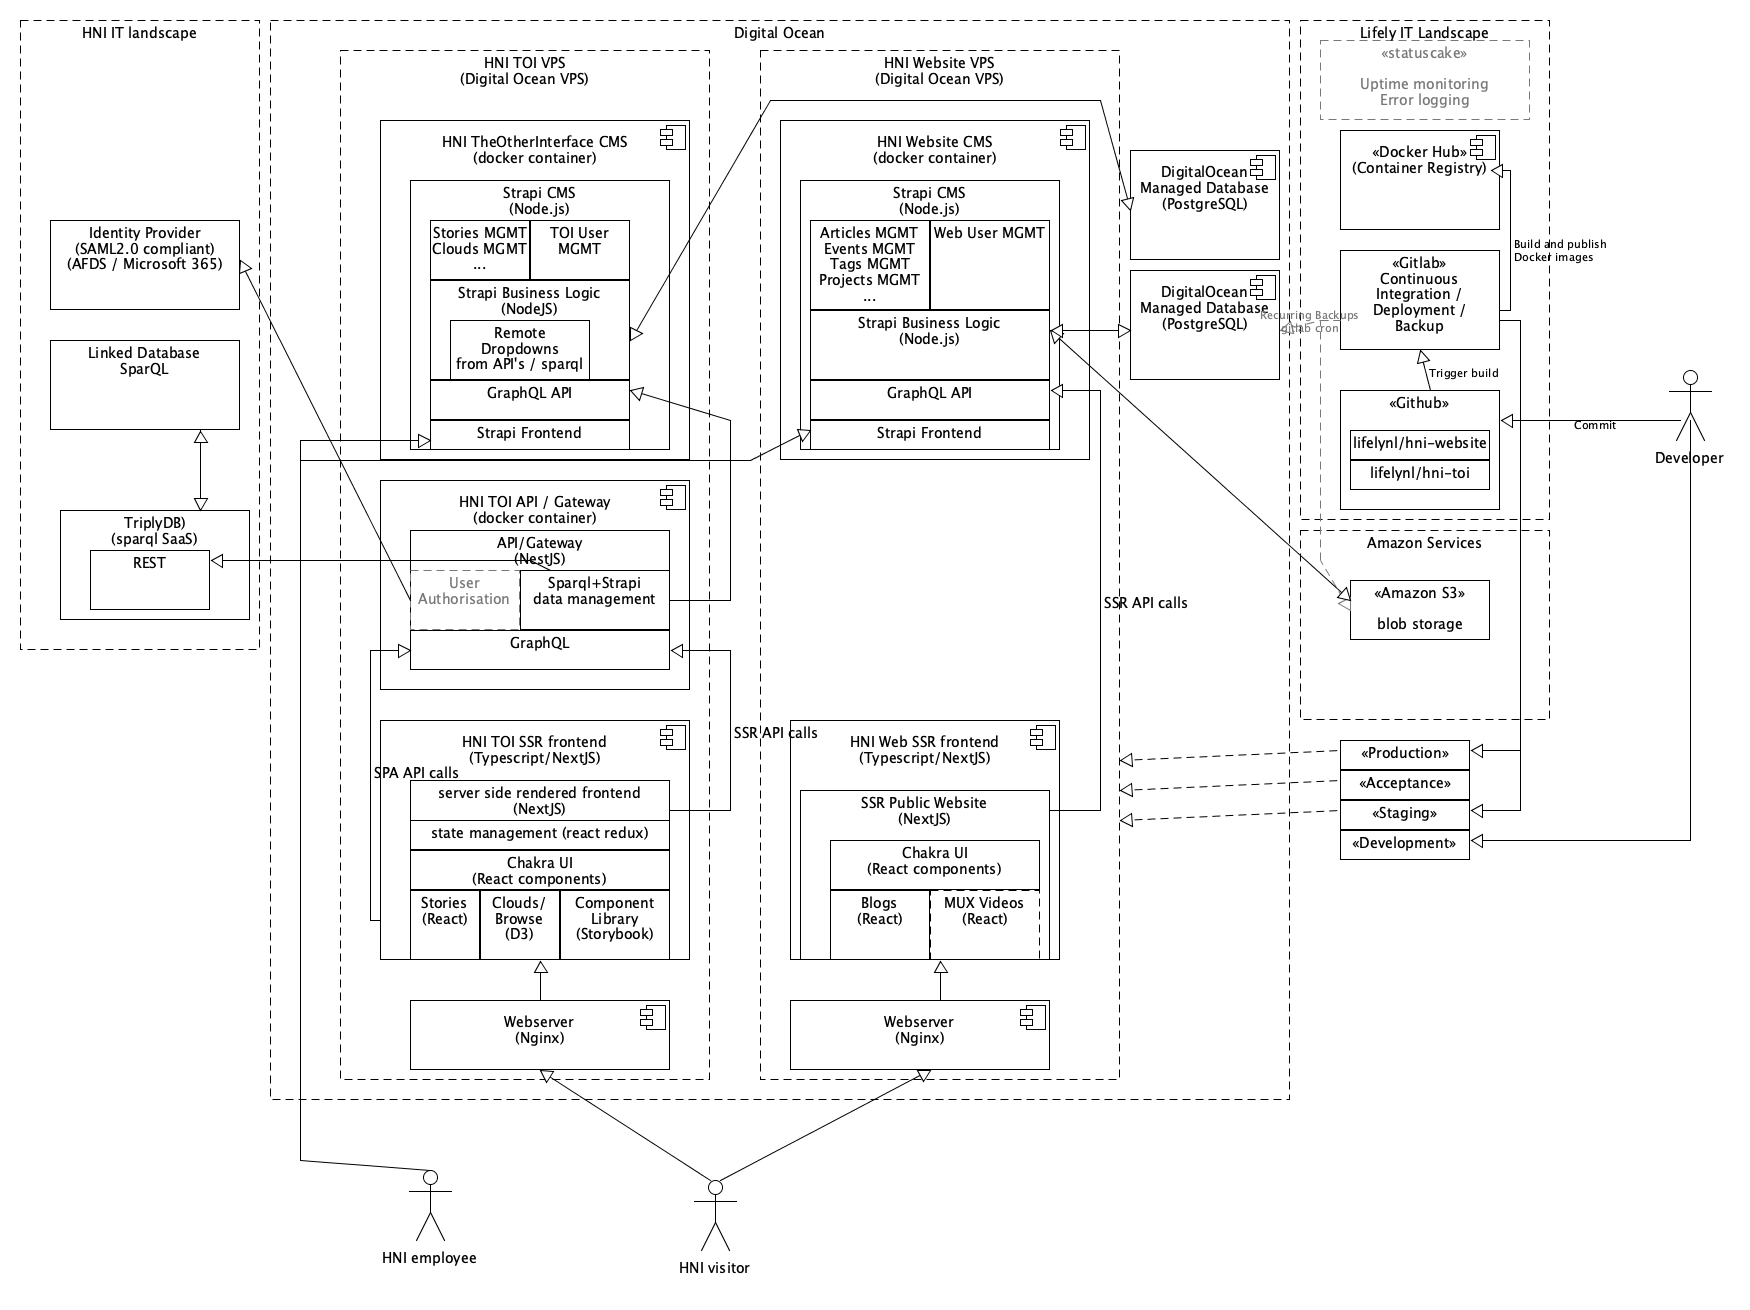 HNI IT landscape
Identity Provider
(SAML2.0 compliant)
(AFDS / Microsoft 365)
Linked Database
SparQL
TriplyDB)
(sparql SaaS)
REST
Digital Ocean
HNI TOI VPS
(Digital Ocean VPS)
HNI TheOtherInterface CMS
(docker container)
Strapi CMS
(Node.js)
Stories MGMT
Clouds MGMT
...
TOI User
MGMT
Strapi Business Logic
(NodeJS)
Remote
Dropdowns
from API's / sparql
GraphQL API
Strapi Frontend
HNI TOI API / Gateway
(docker container)
API/Gateway
(NestJS)
User
Authorisation
Sparql+Strapi
data management
GraphQL
SSR API calls
HNI TOI SSR frontend
(Typescript/NextJS)
SPA API calls
server side rendered frontend
(NextJS)
state management (react redux)
Chakra UI
(React components)
Stories
(React)
Clouds/
Browse
(D3)
Component
Library
(Storybook)
Webserver
(Nginx)
HNI Website VPS
(Digital Ocean VPS)
HNI Website CMS
(docker container)
Strapi CMS
(Node.js)
Articles MGMT
Events MGMT
Tags MGMT
Projects MGMT
...
Web User MGMT
Strapi Business Logic
(Node.js)
GraphQL API
Strapi Frontend
SSR API calls
HNI Web SSR frontend
(Typescript/NextJS)
SSR Public Website
(NextJS)
Chakra UI
(React components)
Blogs
(React)
MUX Videos
(React)
Webserver
(Nginx)
DigitalOcean
Managed Database
(PostgreSQL)
DigitalOcean
Managed Database
(PostgreSQL)
Recurring Backups
gitlab cron
Lifely IT Landscape
«statuscake»
Uptime monitoring
Error logging
«Docker Hub»
(Container Registry)
Build and publish
Docker images
«Gitlab»
Continuous
Integration /
Deployment /
Backup
Trigger build
«Github»
lifelynl/hni-website
lifelynl/hni-toi
Commit
Developer
Amazon Services
«Amazon S3»
blob storage
«Production»
«Acceptance»
«Staging»
«Development»
HNI employee
HNI visitor